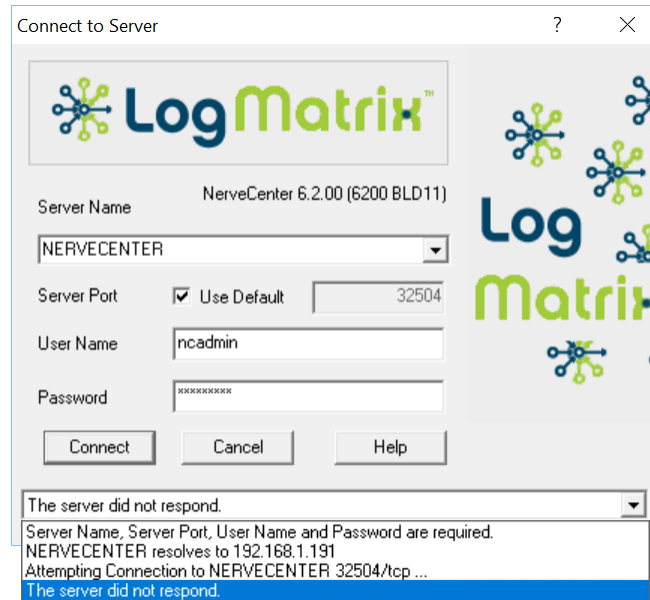 Connect to Server ?
LogMatrix™
NerveCenter 6.2.00 (6200 BLD11)
Server Name
NERVECENTER
Server Port Use Default 32504
User Name ncadmin
Password *********
Connect Cancel Help
Log
Matrix
The server did not respond.
Server Name, Server Port, User Name and Password are required.
NERVECENTER resolves to 192.168.1.191
Attempting Connection to NERVECENTER 32504/tcp ...
The server did not respond.